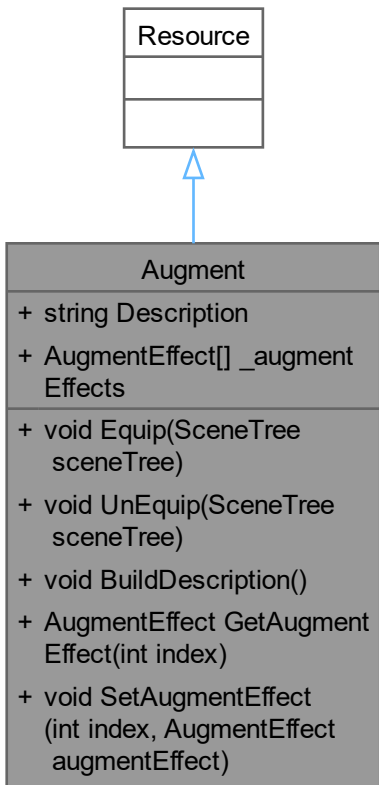 Resource
Augment
+ string Description
+ AugmentEffect[] _augment
Effects
+ void Equip(SceneTree
sceneTree)
+ void UnEquip(SceneTree
sceneTree)
+ void BuildDescription()
+ AugmentEffect GetAugment
Effect(int index)
+ void SetAugmentEffect
(int index, AugmentEffect
augmentEffect)